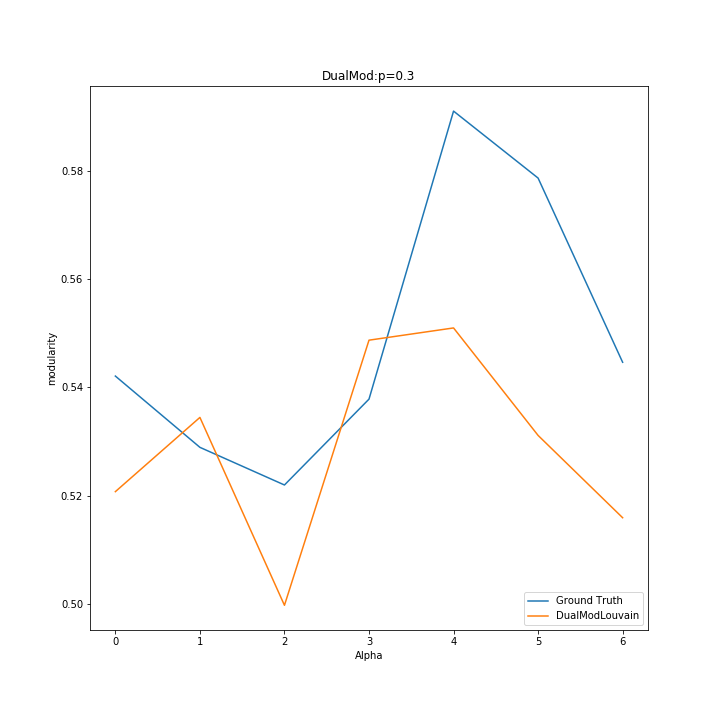 DualMod:p=0.3
0.58
0.56
0.54
0.52
0.50
modularity
0 1 2 3 4 5 6
Alpha
Ground Truth
DualModLouvain